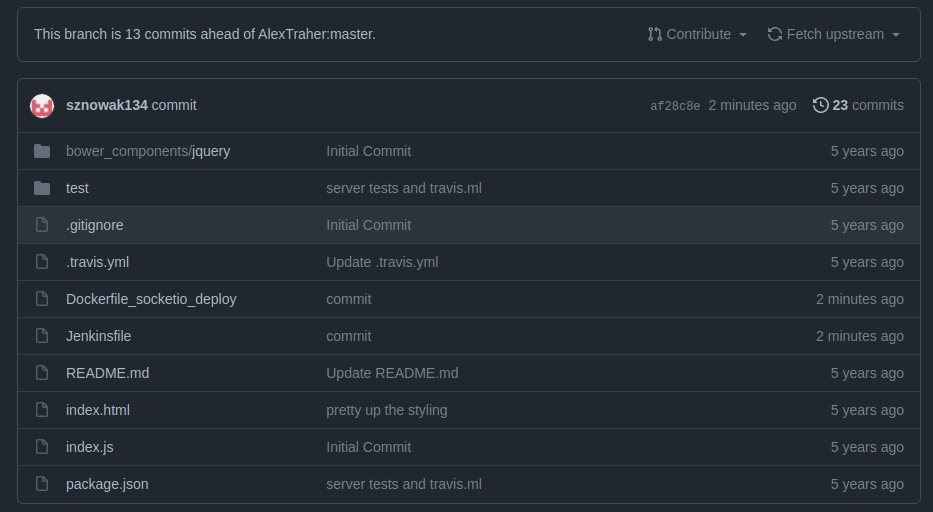 This branch is 13 commits ahead of AlexTraher:master. Contribute Fetch upstream
sznowak134 commit af28c8e 2 minutes ago 23 commits
bower_components/jquery Initial Commit 5 years ago
test server tests and travis.ml 5 years ago
.gitignore Initial Commit 5 years ago
.travis.yml Update .travis.yml 5 years ago
Dockerfile_socketio_deploy commit 2 minutes ago
Jenkinsfile commit 2 minutes ago
README.md Update README.md 5 years ago
index.html pretty up the styling 5 years ago
index.js Initial Commit 5 years ago
package.json server tests and travis.ml 5 years ago